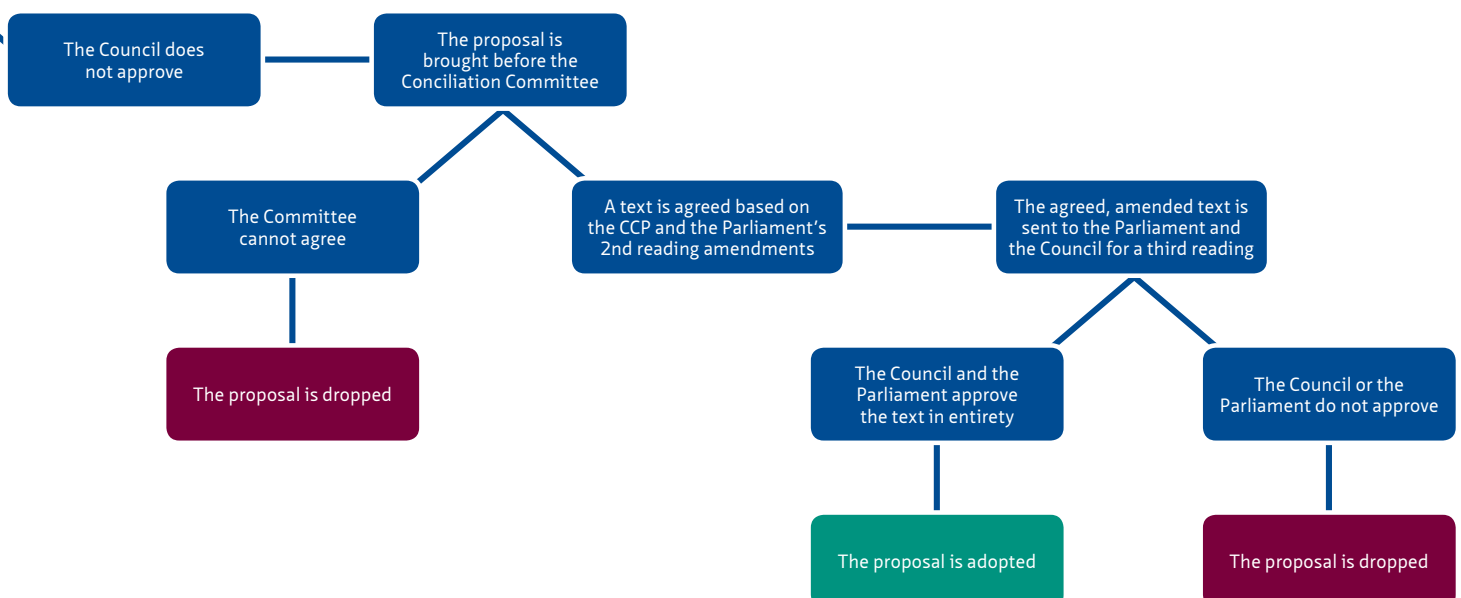 The Council does
not approve
The proposal is
brought before the
Conciliation Committee
The Committee
cannot agree
A text is agreed based on
the CCP and the Parliament's
2nd reading amendments
The agreed, amended text is
sent to the Parliament and
the Council for a third reading
The proposal is dropped
The Council and the
Parliament approve
the text in entirety
The Council or the
Parliament do not approve
The proposal is adopted
The proposal is dropped